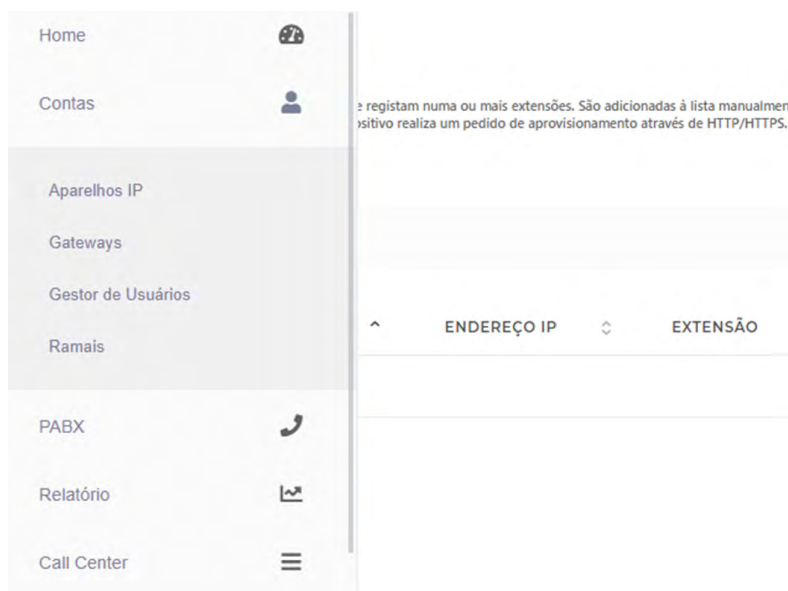 Home
Contas
e registam numa ou mais extensões. São adicionadas à lista manualmen
ositivo realiza um pedido de aprovisionamento através de HTTP/HTTPS.
Aparelhos IP
Gateways
Gestor de Usuários
ENDEREÇO IP
EXTENSÃO
Ramais
PABX
Relatório
Call Center